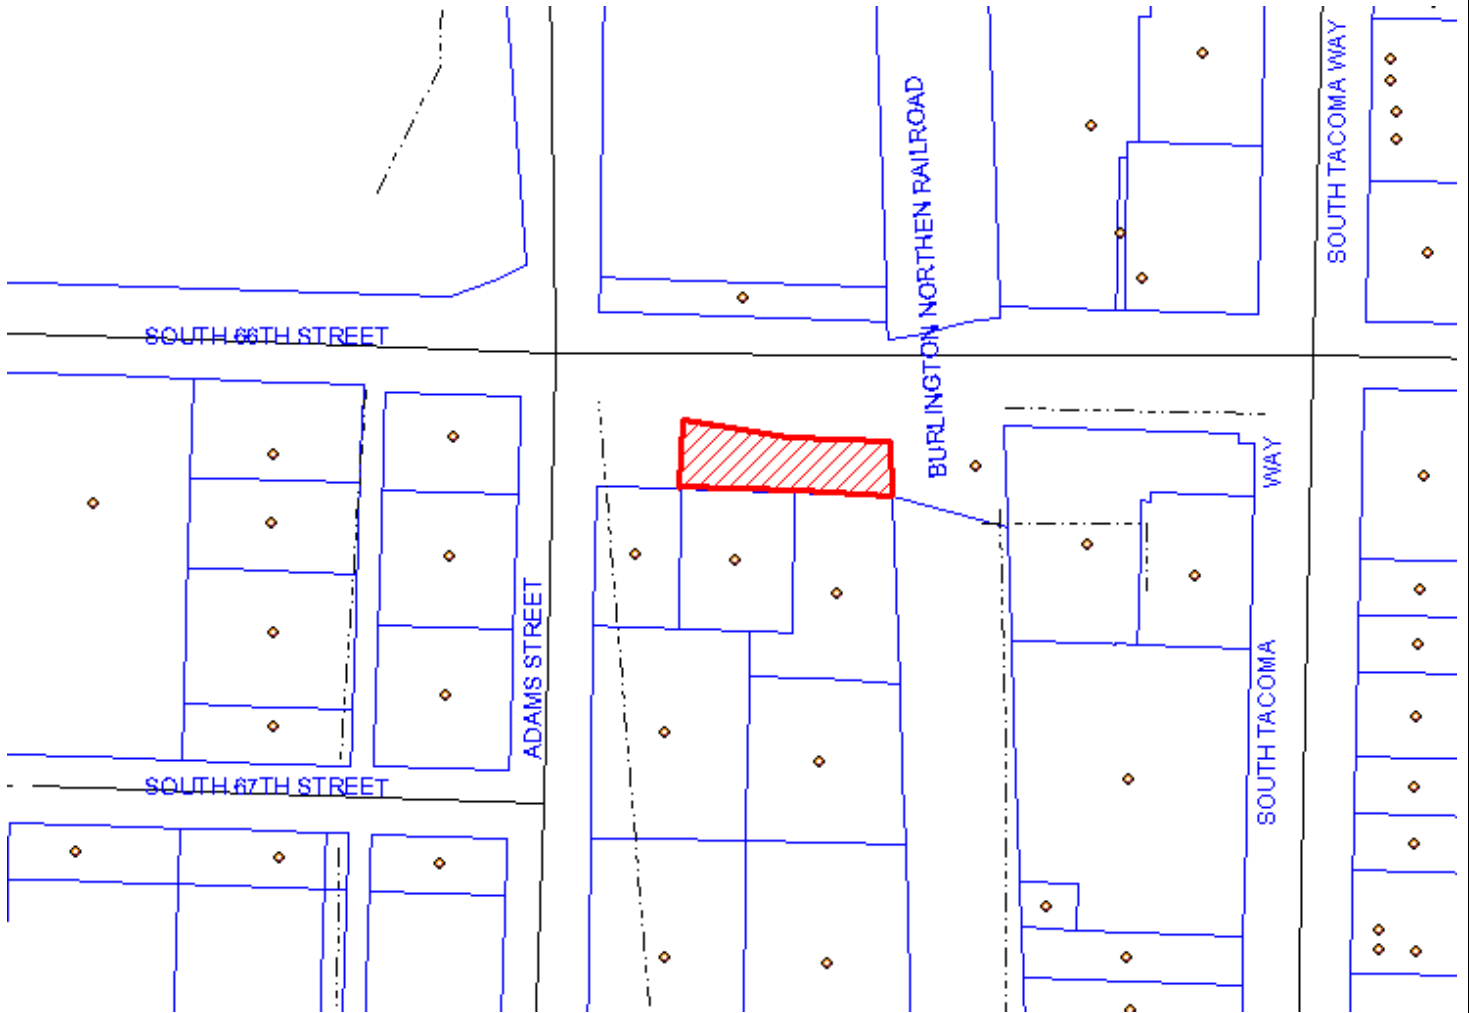 SOUTH TACOMA WAY
BURLINGTON NORTHEN RAILROAD
SOUTH 66TH STREET
WAY
ADAMS STREET
SOUTH TACOMA
SOUTH 67TH STREET